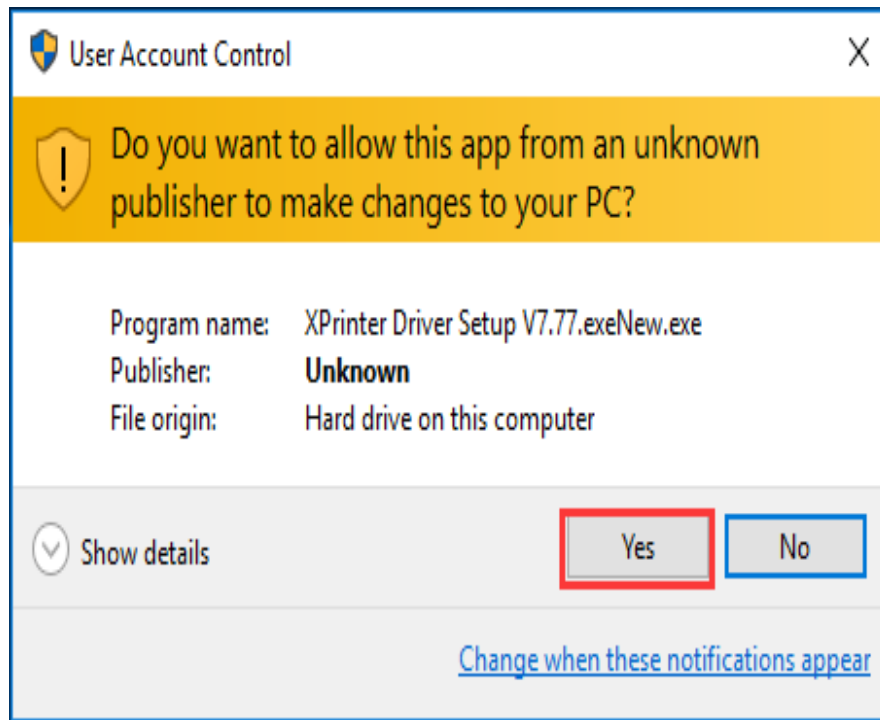 User Account Control
Do you want to allow this app from an unknown
publisher to make changes to your PC?
Program name: XPrinter Driver Setup V7.77.exeNew.exe
Publisher: Unknown
File origin: Hard drive on this computer
Show details
Yes
No
Change when these notifications appear